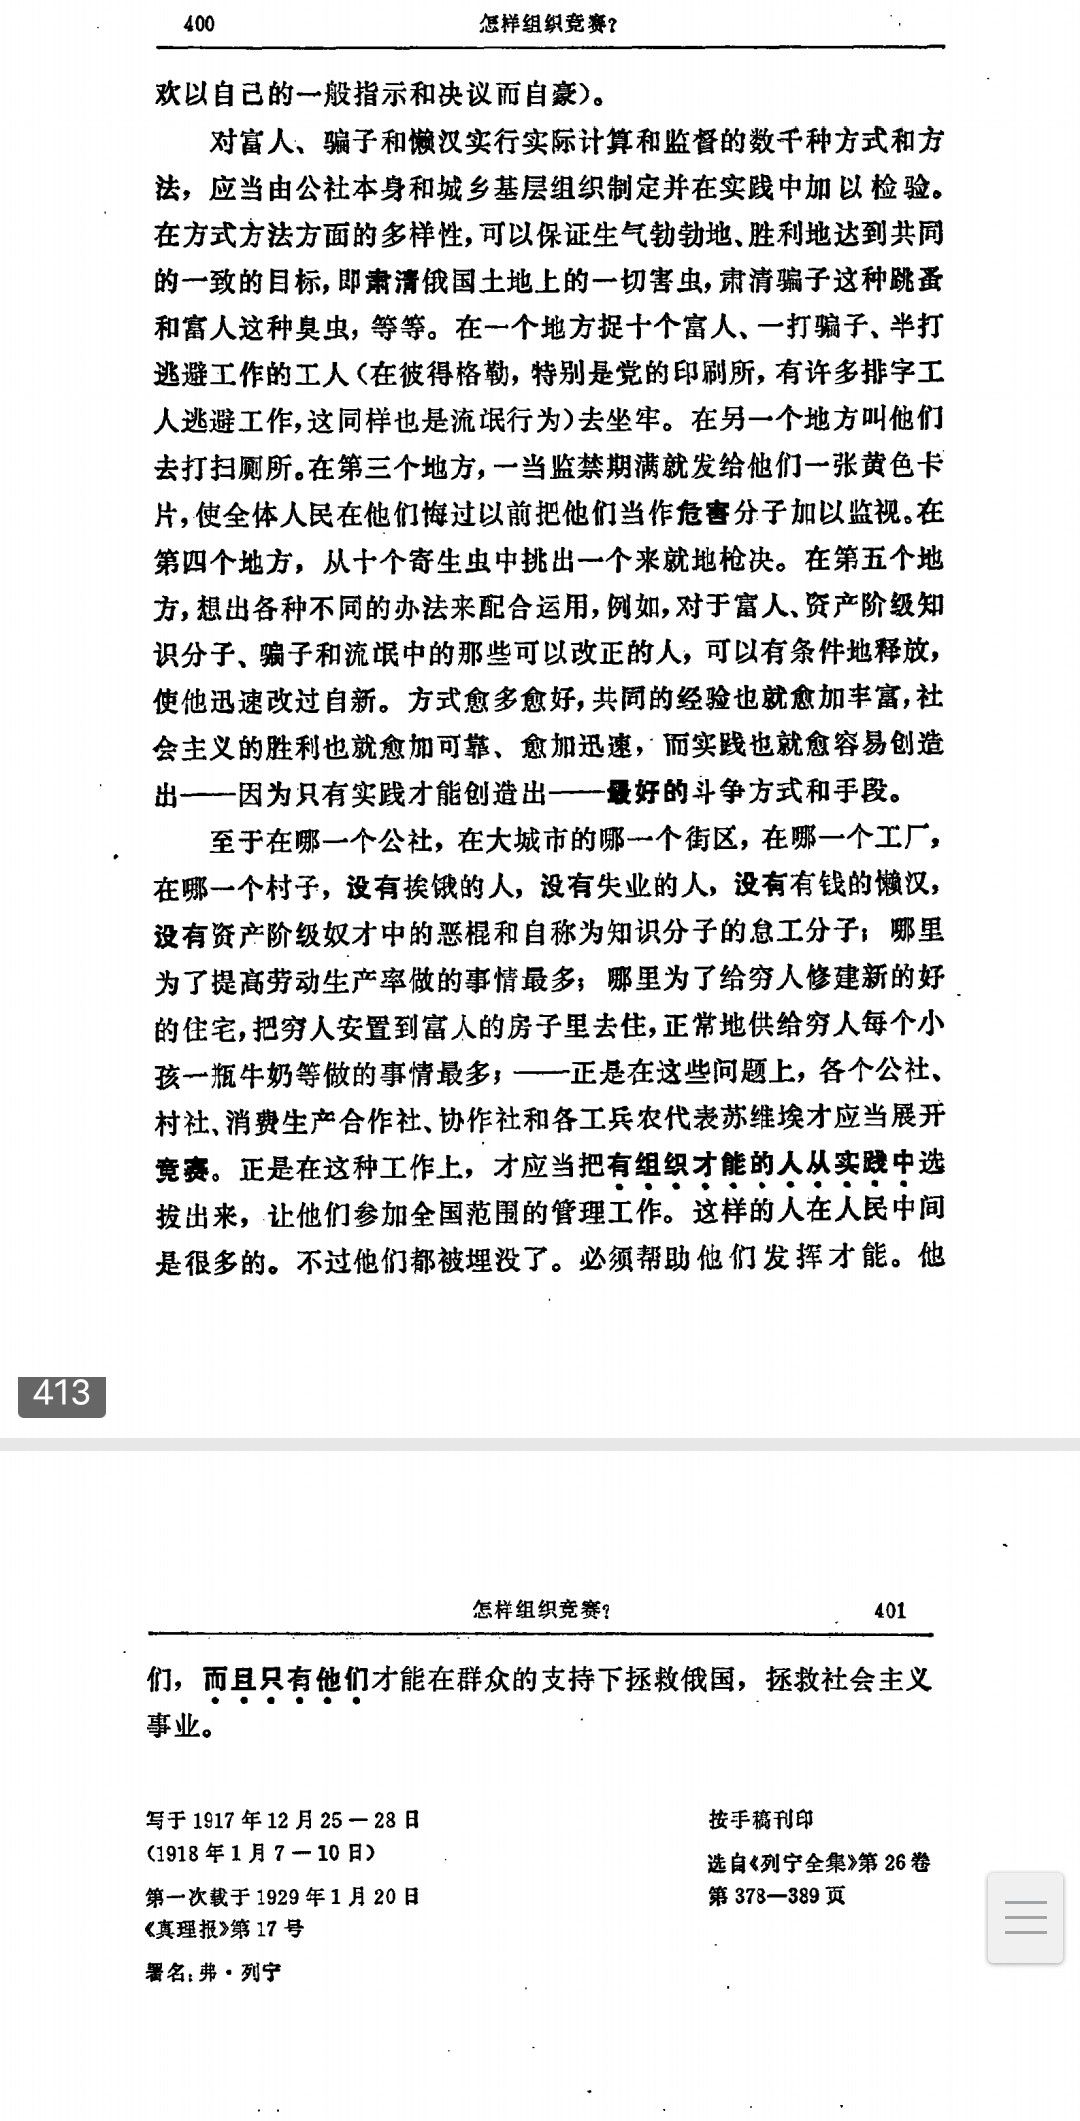 400 怎样组织竞赛？
欢以自己的一般指示和决议而自豪）。
对富人、骗子和懒汉实行实际计算和监督的数千种方式和方
法，应当由公社本身和城乡基层组织制定并在实践中加以检验。
在方式方法方面的多样性，可以保证生气勃勃地、胜利地达到共同
的一致的目标，即肃清俄国土地上的一切害虫，肃清骗子这种跳蚤
和富人这种臭虫，等等。在一个地方捉十个富人、一打骗子、半打
逃避工作的工人（在彼得格勒，特别是党的印刷所，有许多排字工
人逃避工作，这同样也是流氓行为）去坐牢。在另一个地方叫他们
去打扫厕所。在第三个地方，一当监禁期满就发给他们一张黄色卡
片，使全体人民在他们悔过以前把他们当作危害分子加以监视。在
第四个地方，从十个寄生虫中挑出一个来就地枪决。在第五个地
方，想出各种不同的办法来配合运用，例如，对于富人、资产阶级知
识分子、骗子和流氓中的那些可以改正的人，可以有条件地释放，
使他迅速改过自新。方式愈多愈好，共同的经验也就愈加丰富，社
会主义的胜利也就愈加可靠、愈加迅速，而实践也就愈容易创造
出——因为只有实践才能创造出——最好的斗争方式和手段。
至于在哪一个公社，在大城市的哪一个街区，在哪一个工厂，
在哪一个村子，没有挨饿的人，没有失业的人，没有有钱的懒汉，
没有资产阶级奴才中的恶棍和自称为知识分子的怠工分子；哪里
为了提高劳动生产率做的事情最多；哪里为了给穷人修建新的好
的住宅，把穷人安置到富人的房子里去住，正常地供给穷人每个小
孩一瓶牛奶等做的事情最多；——正是在这些问题上，各个公社、
村社、消费生产合作社、协作社和各工兵农代表苏维埃才应当展开
竞赛。正是在这种工作上，才应当把有组织才能的人从实践中选
拔出来，让他们参加全国范围的管理工作。这样的人在人民中间
是很多的。不过他们都被埋没了。必须帮助他们发挥才能。他
413
怎样组织竞赛？ 401
们，而且只有他们才能在群众的支持下拯救俄国，拯救社会主义
事业。
写于1917年12月25—28日
（1918年1月7—10日）
第一次载于1929年1月20日
《真理报》第17号
署名：弗·列宁
按手稿刊印
选自《列宁全集》第26卷
第378—389页